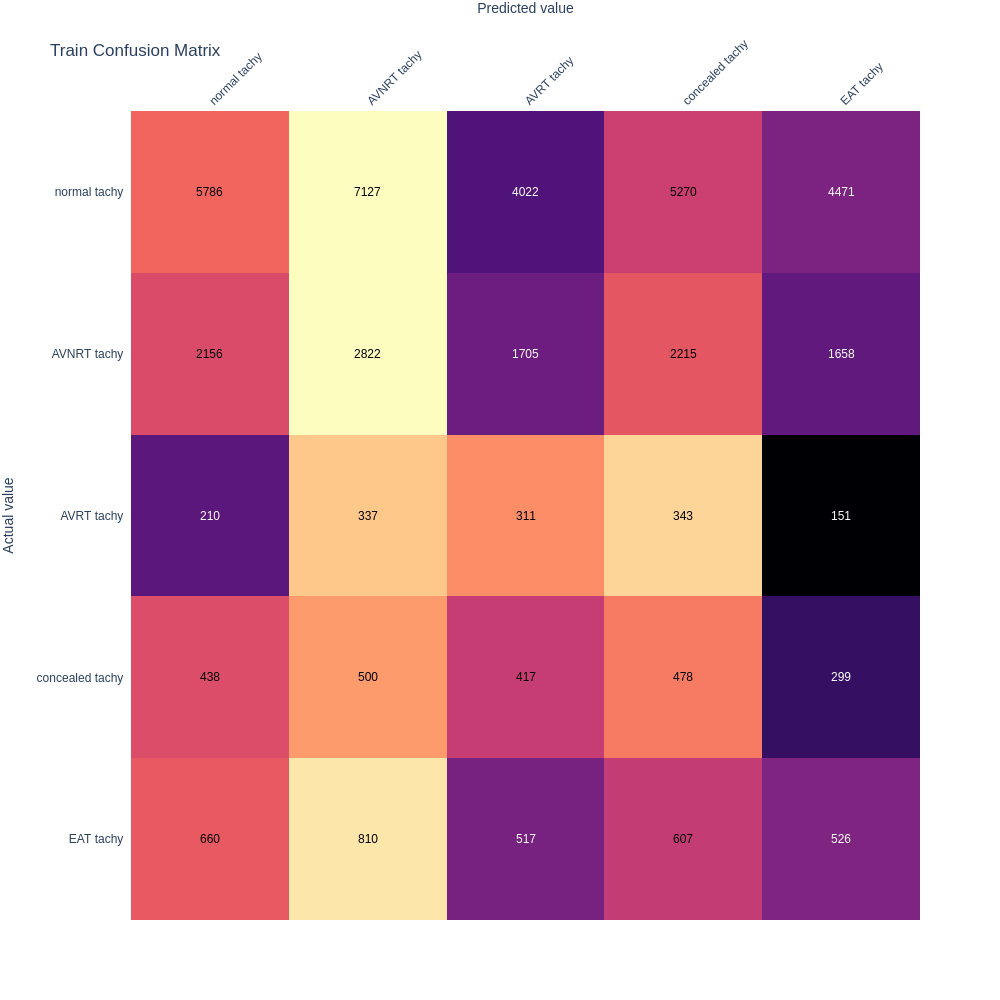 Predicted value
Train Confusion Matrix
normal tachy AVNRT tachy AVRT tachy concealed tachy EAT tachy
normal tachy 5786 7127 4022 5270 4471
AVNRT tachy 2156 2822 1705 2215 1658
Actual value
AVRT tachy 210 337 311 343 151
concealed tachy 438 500 417 478 299
EAT tachy 660 810 517 607 526